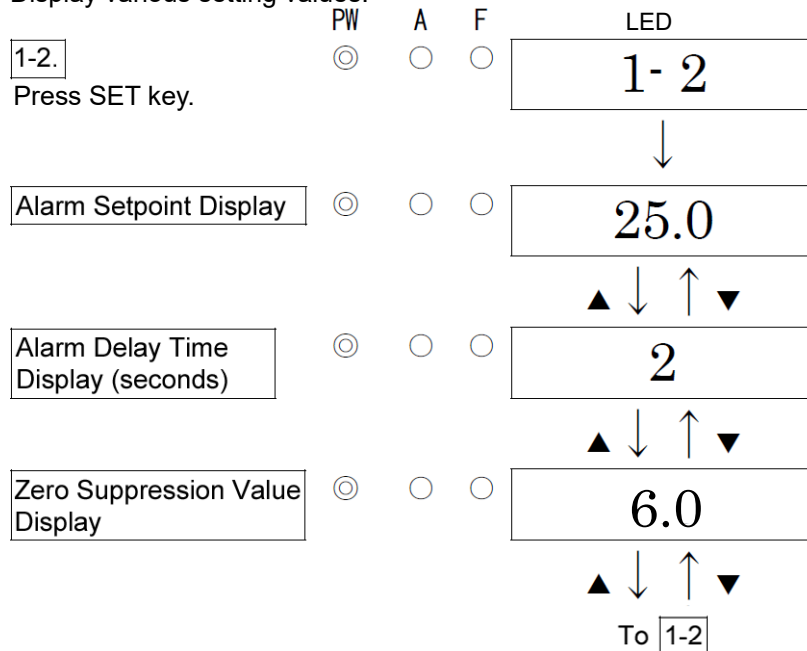 Display various setting values.
PW A F LED
1-2.
Press SET key.
1- 2
↓
Alarm Setpoint Display ◎ ○ ○ 25.0
▲ ↓ ↑ ▼
Alarm Delay Time
Display (seconds) ◎ ○ ○ 2
▲ ↓ ↑ ▼
Zero Suppression Value
Display ◎ ○ ○ 6.0
▲ ↓ ↑ ▼
To 1-2